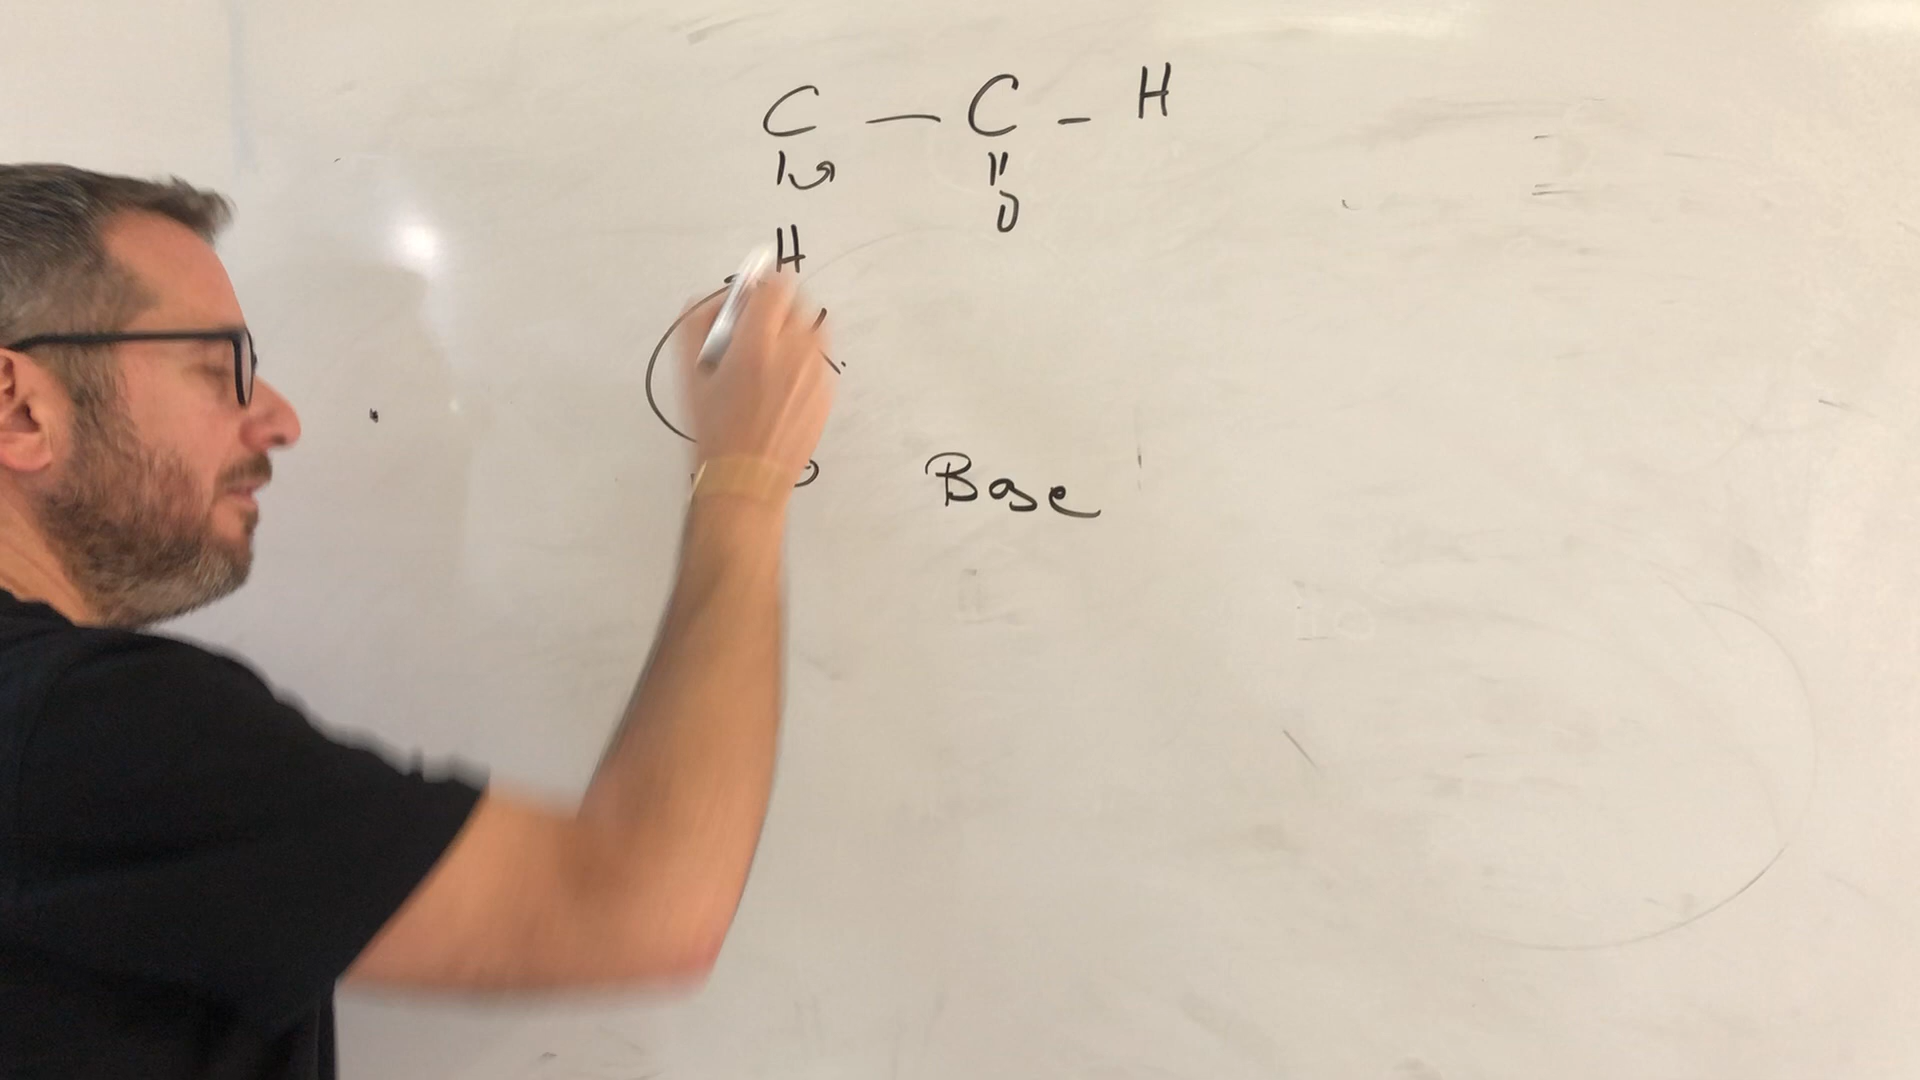 C — C - H
O
H
Base